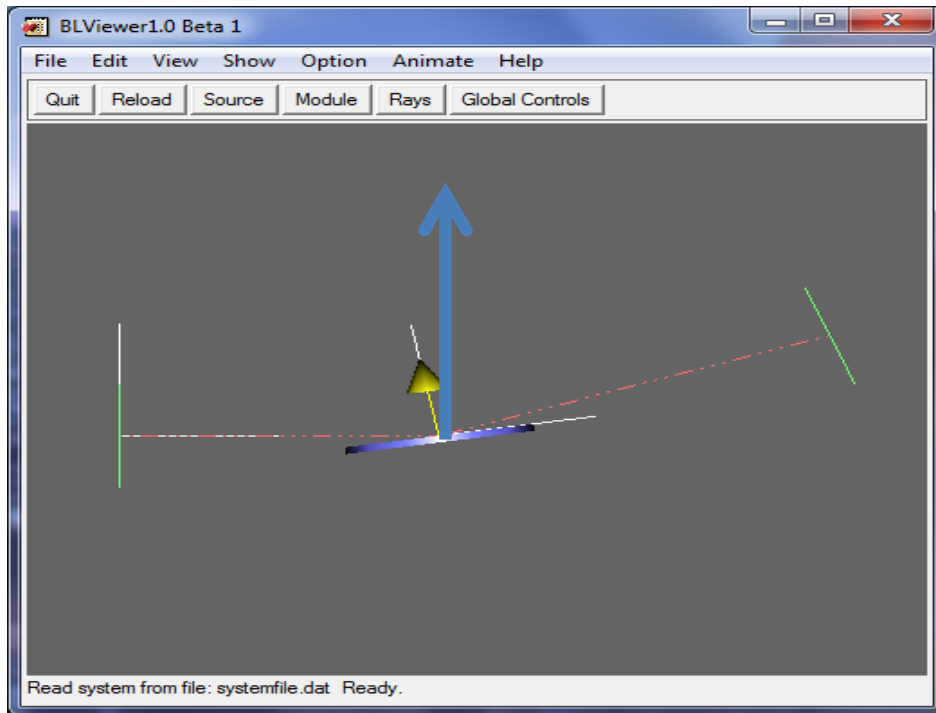 BLViewer1.0 Beta 1
File Edit View Show Option Animate Help
Quit Reload Source Module Rays Global Controls
Read system from file: systemfile.dat Ready.